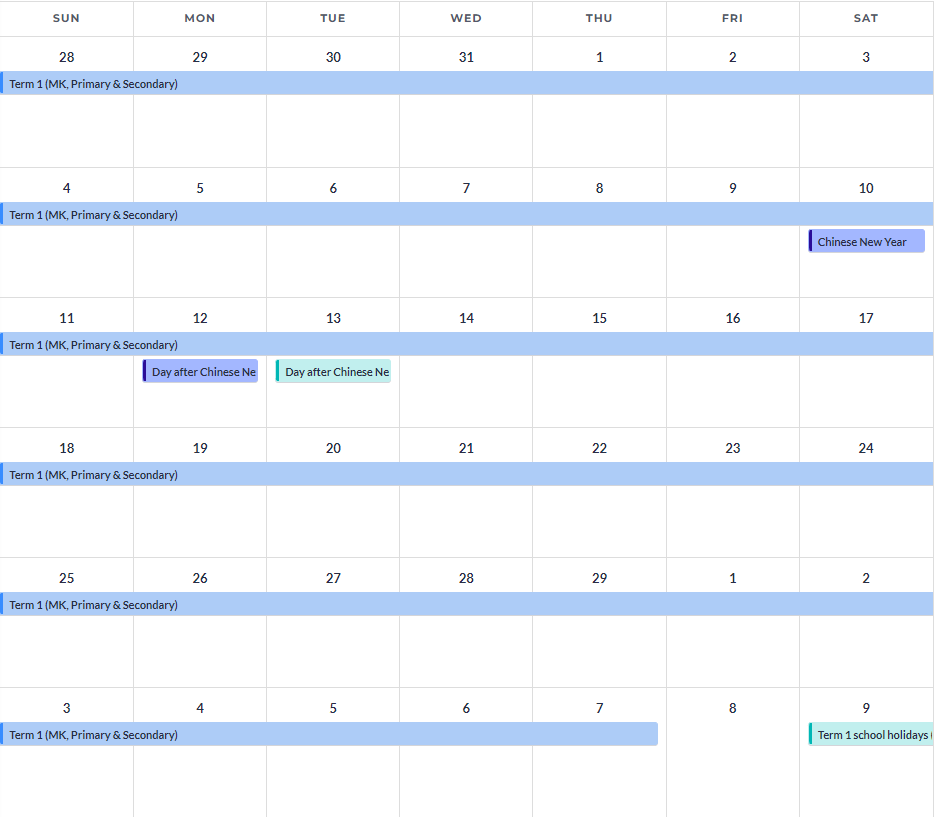 SUN MON TUE WED THU FRI SAT
28 29 30 31 1 2 3
Term 1 (MK, Primary & Secondary)
4 5 6 7 8 9 10
Term 1 (MK, Primary & Secondary)
Chinese New Year
11 12 13 14 15 16 17
Term 1 (MK, Primary & Secondary)
Day after Chinese Ne Day after Chinese Ne
18 19 20 21 22 23 24
Term 1 (MK, Primary & Secondary)
25 26 27 28 29 1 2
Term 1 (MK, Primary & Secondary)
3 4 5 6 7 8 9
Term 1 (MK, Primary & Secondary) Term 1 school holidays (